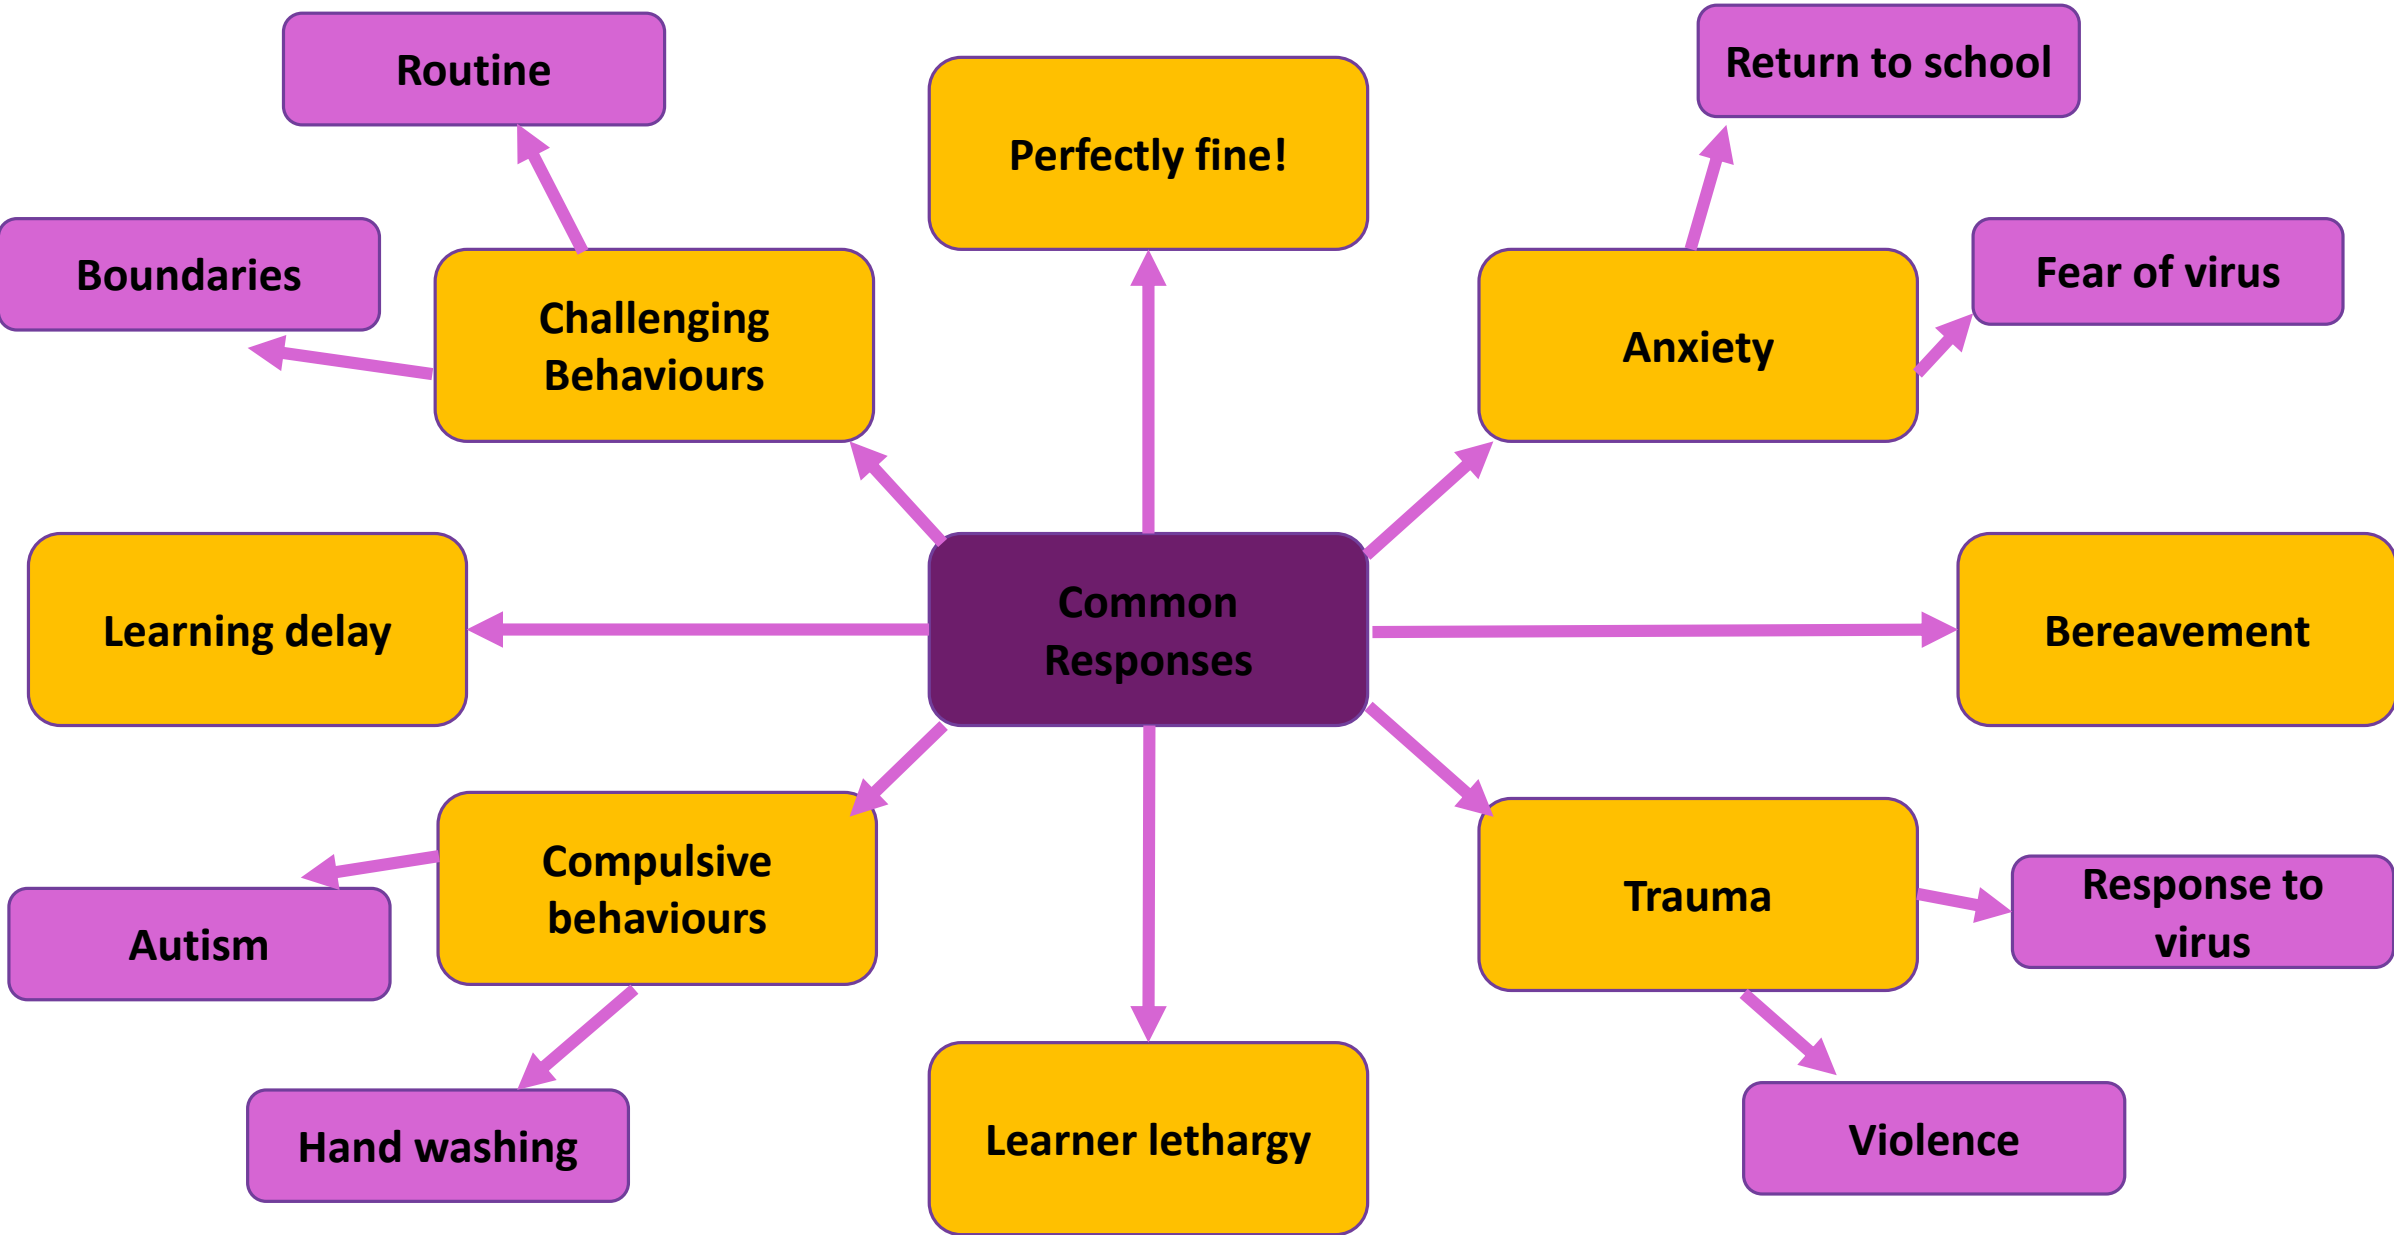 Routine
Return to school
Perfectly fine!
Boundaries
Fear of virus
Challenging
Behaviours
Anxiety
Common
Responses
Learning delay
Bereavement
Compulsive
behaviours
Trauma
Response to
virus
Autism
Hand washing
Learner lethargy
Violence